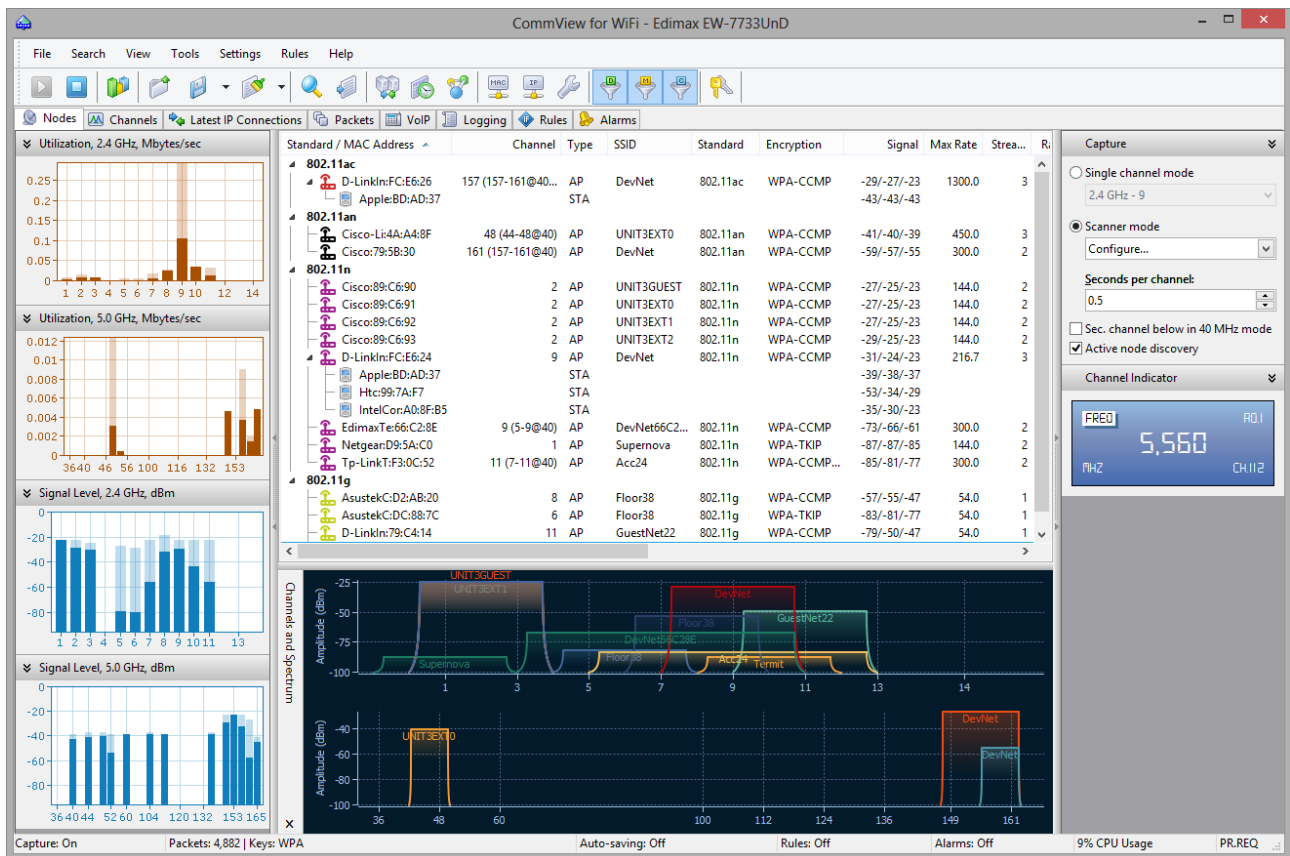 CommView for WiFi - Edimax EW-7733UnD
File Search View Tools Settings Rules Help
MAC IP D M C
Nodes Channels Latest IP Connections Packets VoIP Logging Rules Alarms
Utilization, 2.4 GHz, Mbytes/sec
0.25
0.2
0.15
0.1
0.05
0
1 2 3 4 5 6 7 8 9 10 12 14
Utilization, 5.0 GHz, Mbytes/sec
0.012
0.01
0.008
0.006
0.004
0.002
0
36 40 46 56 100 116 132 153
Signal Level, 2.4 GHz, dBm
0
-20
-40
-60
-80
1 2 3 4 5 6 7 8 9 10 11 13
Signal Level, 5.0 GHz, dBm
0
-20
-40
-60
-80
36 40 44 52 60 104 120 132 153 165
Standard / MAC Address Channel Type SSID Standard Encryption Signal Max Rate Strea...
802.11ac
D-LinkIn:FC:E6:26 157 (157-161@40... AP DevNet 802.11ac WPA-CCMP -29/-27/-23 1300.0 3
Apple:BD:AD:37 STA -43/-43/-43
802.11an
Cisco-Li:4A:A4:8F 48 (44-48@40) AP UNIT3EXT0 802.11an WPA-CCMP -41/-40/-39 450.0 3
Cisco:79:5B:30 161 (157-161@40) AP DevNet 802.11an WPA-CCMP -59/-57/-55 300.0 2
802.11n
Cisco:89:C6:90 2 AP UNIT3GUEST 802.11n WPA-CCMP -27/-25/-23 144.0 2
Cisco:89:C6:91 2 AP UNIT3EXT0 802.11n WPA-CCMP -27/-25/-23 144.0 2
Cisco:89:C6:92 2 AP UNIT3EXT1 802.11n WPA-CCMP -27/-25/-23 144.0 2
Cisco:89:C6:93 2 AP UNIT3EXT2 802.11n WPA-CCMP -29/-25/-23 144.0 2
D-LinkIn:FC:E6:24 9 AP DevNet 802.11n WPA-CCMP -31/-24/-23 216.7 3
Apple:BD:AD:37 STA -39/-38/-37
Htc:99:7A:F7 STA -53/-34/-29
IntelCor:A0:8F:B5 STA -35/-30/-23
EdimaxTe:66:C2:8E 9 (5-9@40) AP DevNet66C2... 802.11n WPA-CCMP -73/-66/-61 300.0 2
Netgear:D9:5A:C0 1 AP Supernova 802.11n WPA-TKIP -87/-87/-85 144.0 2
Tp-LinkT:F3:0C:52 11 (7-11@40) AP Acc24 802.11n WPA-CCMP... -85/-81/-77 300.0 2
802.11g
AsustekC:D2:AB:20 8 AP Floor38 802.11g WPA-CCMP -57/-55/-47 54.0 1
AsustekC:DC:88:7C 6 AP Floor38 802.11g WPA-TKIP -83/-81/-77 54.0 1
D-LinkIn:79:C4:14 11 AP GuestNet22 802.11g WPA-CCMP -79/-50/-47 54.0 1
Channels and Spectrum
Amplitude (dBm)
-25
-50
-75
-100
UNIT3GUEST
UNIT3EXT1
DevNet
GuestNet22
Floor38
DevNet66C28E
Floor38
Supernova
Acc24
Termit
1 3 5 7 9 11 13 14
Amplitude (dBm)
-40
-60
-80
-100
UNIT3EXT0
DevNet
DevNet
36 48 60 100 112 124 136 149 161
Capture
Single channel mode
2.4 GHz - 9
Scanner mode
Configure...
Seconds per channel:
0.5
Sec. channel below in 40 MHz mode
Active node discovery
Channel Indicator
FREQ
5,560
MHZ CH.112
Capture: On Packets: 4,882 | Keys: WPA Auto-saving: Off Rules: Off Alarms: Off 9% CPU Usage PR.REQ